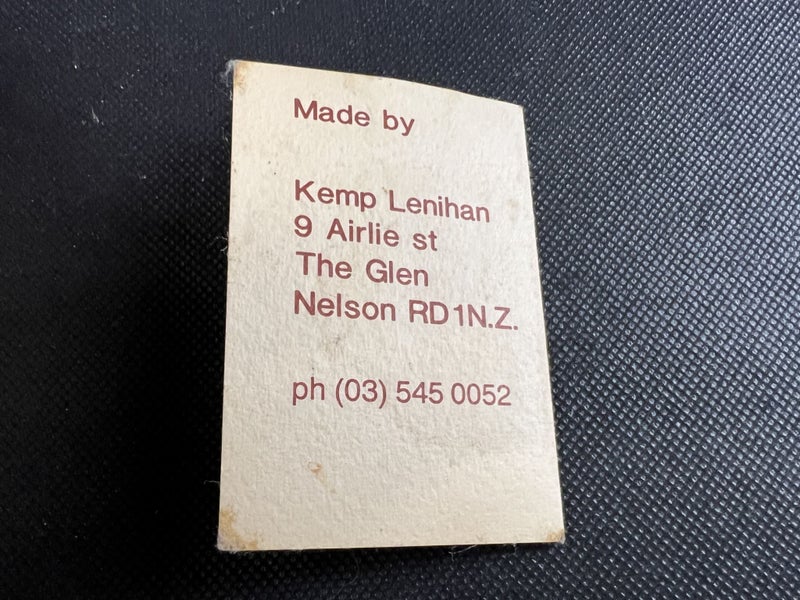 Made by
Kemp Lenihan
9 Airlie st
The Glen
Nelson RD1N.Z.
ph (03) 545 0052